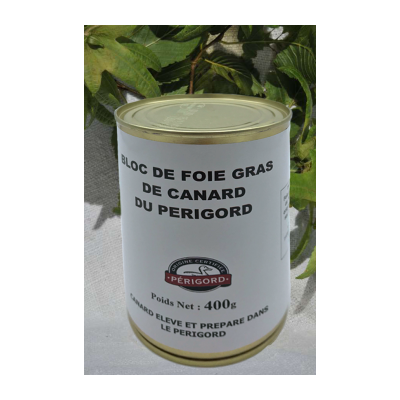 BLOC DE FOIE GRAS
DE CANARD
DU PERIGORD
ORIGINE CERTIFIÉE
PÉRIGORD
Poids Net : 400g
CANARD ELEVE ET PREPARE DANS
LE PERIGORD